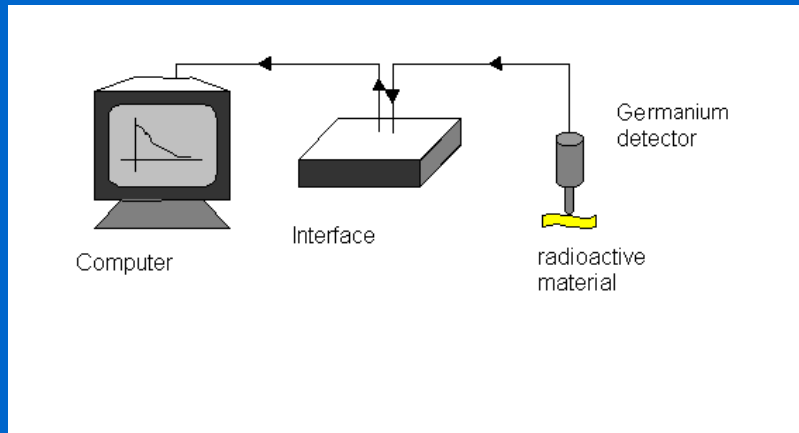 Germanium
detector
Interface
Computer
radioactive
material